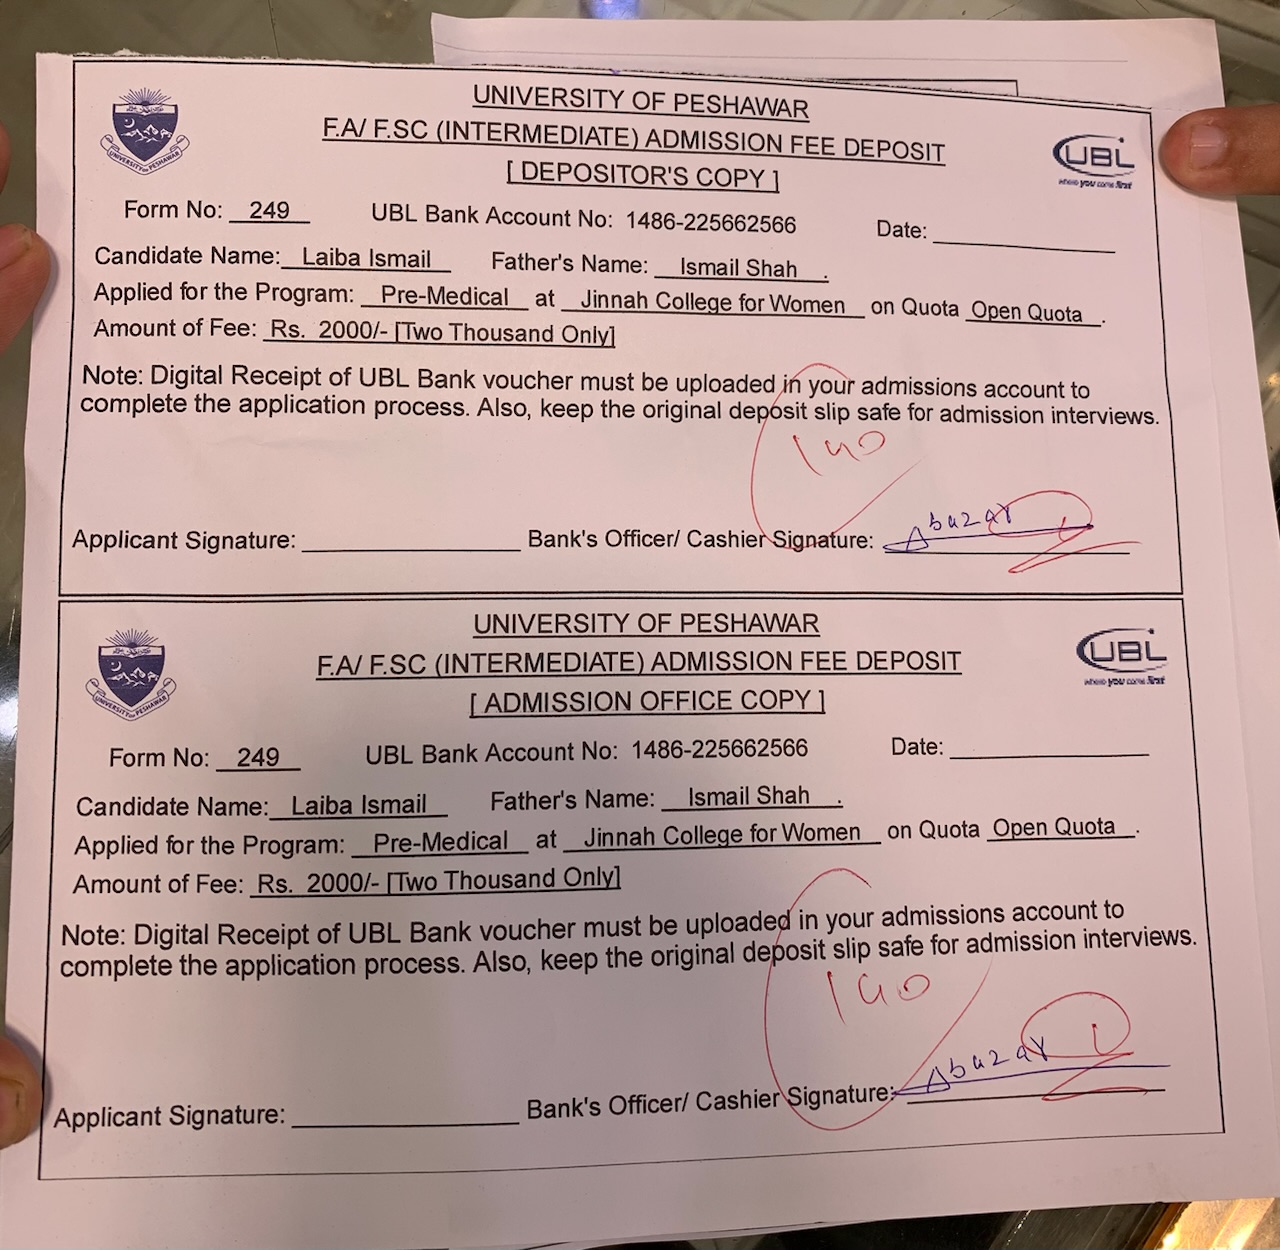 UNIVERSITY OF PESHAWAR
F.A/ F.SC (INTERMEDIATE) ADMISSION FEE DEPOSIT
[ DEPOSITOR'S COPY ]
UNIVERSITY OF PESHAWAR
UBL
where you come first
Form No: 249 UBL Bank Account No: 1486-225662566 Date:
Candidate Name: Laiba Ismail Father's Name: Ismail Shah .
Applied for the Program: Pre-Medical at Jinnah College for Women on Quota Open Quota .
Amount of Fee: Rs. 2000/- [Two Thousand Only]
Note: Digital Receipt of UBL Bank voucher must be uploaded in your admissions account to
complete the application process. Also, keep the original deposit slip safe for admission interviews.
140
Applicant Signature: Bank's Officer/ Cashier Signature: Abuzar
UNIVERSITY OF PESHAWAR
F.A/ F.SC (INTERMEDIATE) ADMISSION FEE DEPOSIT
[ ADMISSION OFFICE COPY ]
UNIVERSITY OF PESHAWAR
UBL
where you come first
Form No: 249 UBL Bank Account No: 1486-225662566 Date:
Candidate Name: Laiba Ismail Father's Name: Ismail Shah .
Applied for the Program: Pre-Medical at Jinnah College for Women on Quota Open Quota .
Amount of Fee: Rs. 2000/- [Two Thousand Only]
Note: Digital Receipt of UBL Bank voucher must be uploaded in your admissions account to
complete the application process. Also, keep the original deposit slip safe for admission interviews.
140
Applicant Signature: Bank's Officer/ Cashier Signature: Abuzar